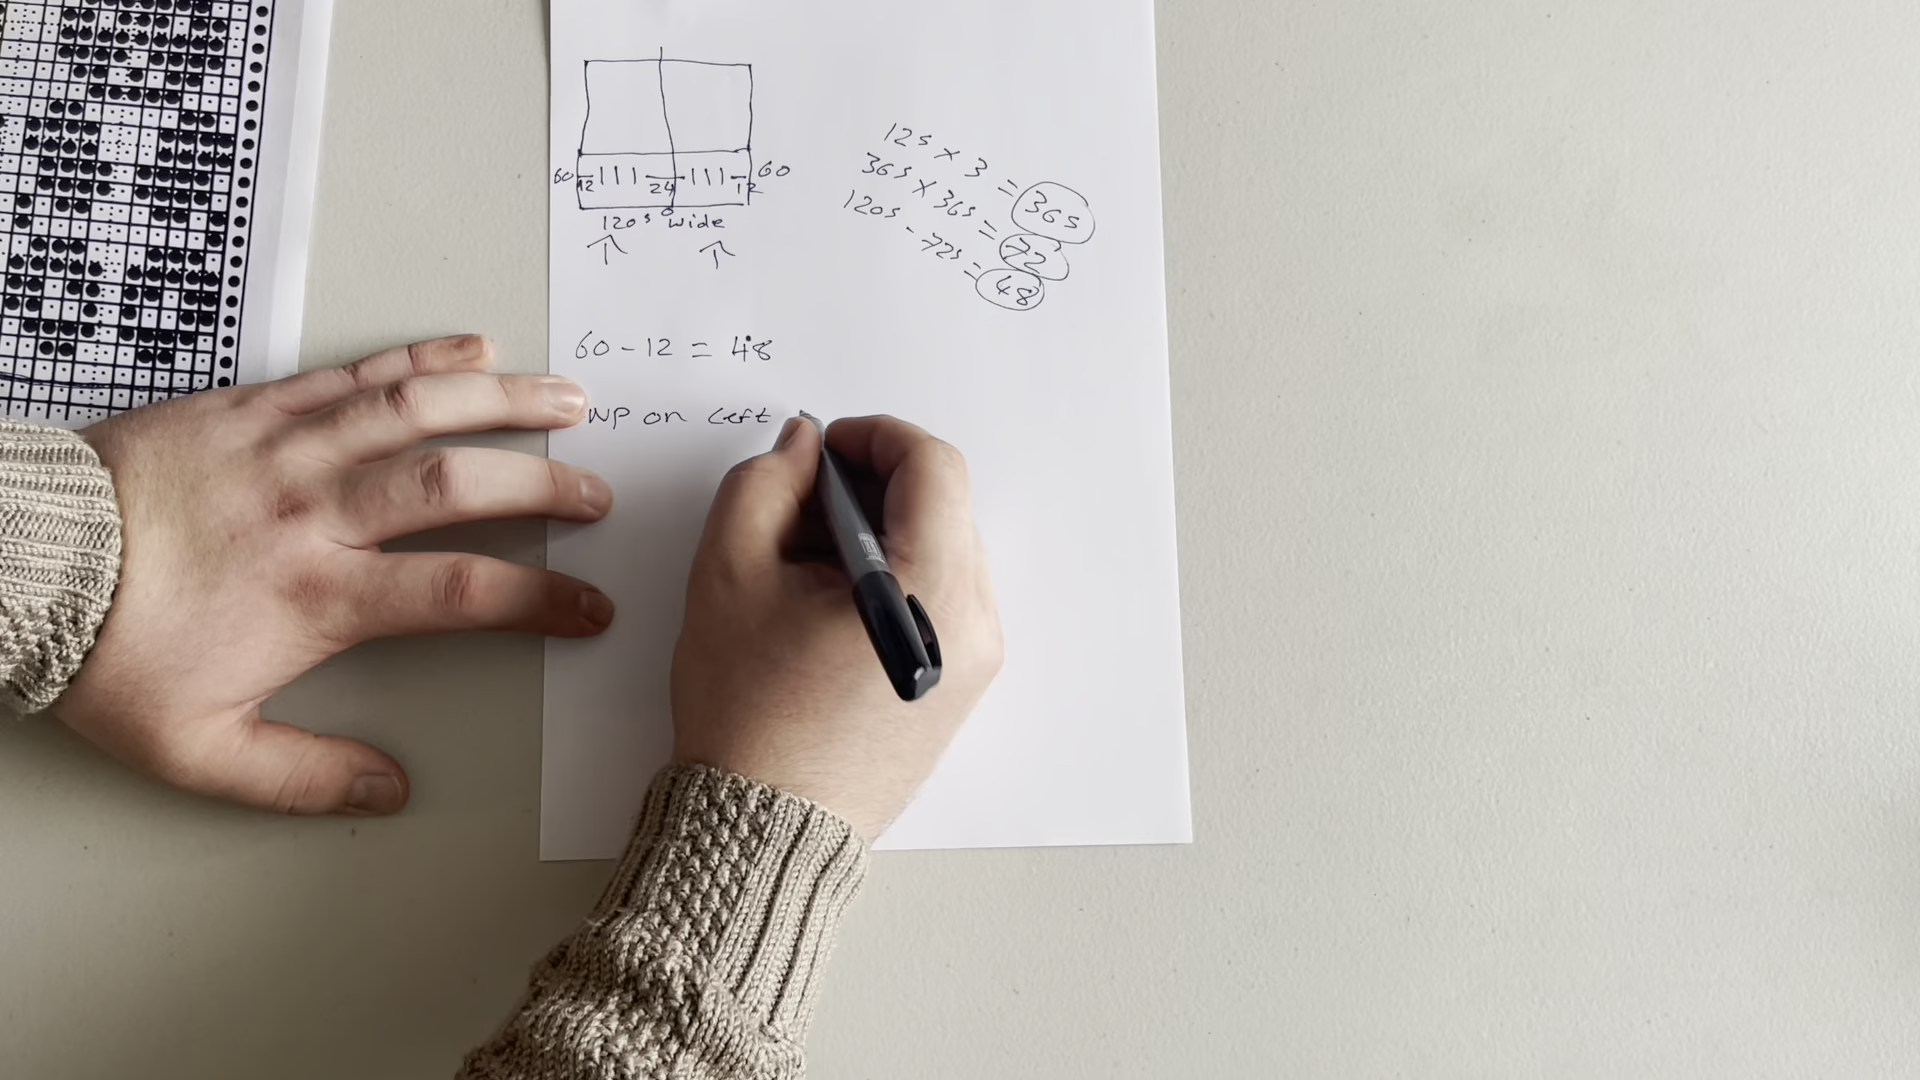 60 12 24 12 60
120s wide
12s x 3 = 36s
36s x 36s = 72
120s - 72s = 48
60 - 12 = 48
WP on Left